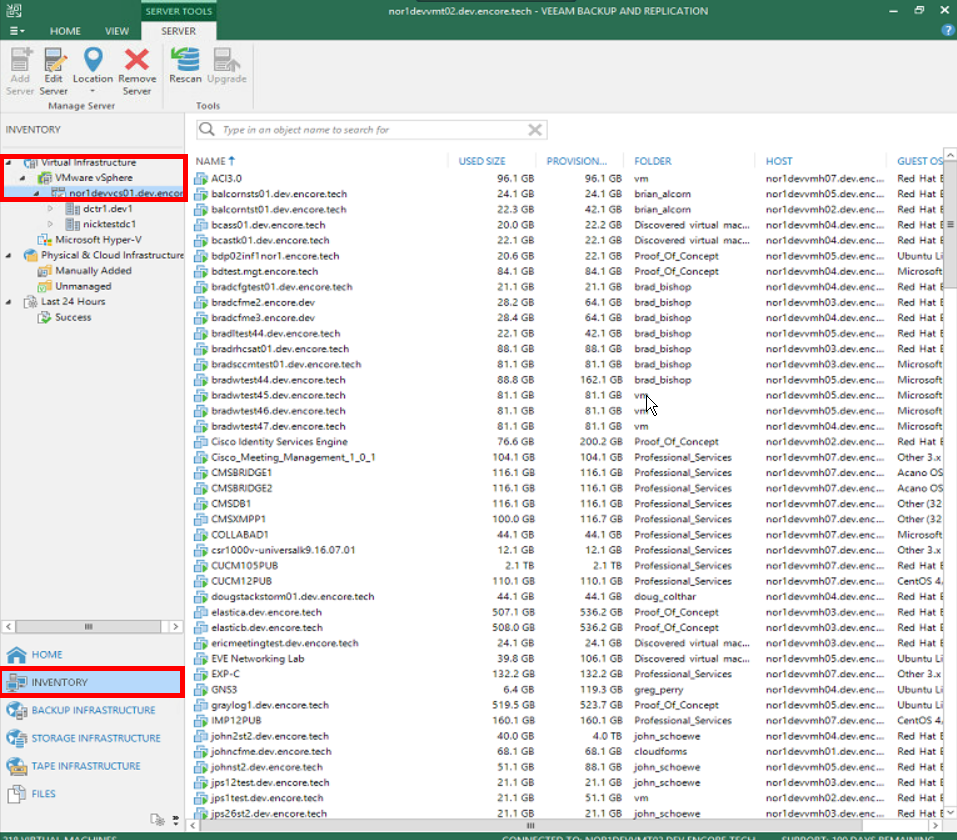 SERVER TOOLS
nor1devvmt02.dev.encore.tech - VEEAM BACKUP AND REPLICATION
HOME VIEW SERVER
Add Server Edit Server Location Remove Server Rescan Upgrade
Manage Server Tools
INVENTORY
Type in an object name to search for
Virtual Infrastructure
VMware vSphere
nor1devvcs01.dev.encor
dctr1.dev1
nicktestdc1
Microsoft Hyper-V
Physical & Cloud Infrastructure
Manually Added
Unmanaged
Last 24 Hours
Success
HOME
INVENTORY
BACKUP INFRASTRUCTURE
STORAGE INFRASTRUCTURE
TAPE INFRASTRUCTURE
FILES
NAME USED SIZE PROVISION... FOLDER HOST GUEST OS
ACI3.0 96.1 GB 96.1 GB vm nor1devvmh07.dev.enc... Red Hat E
balcornsts01.dev.encore.tech 24.1 GB 24.1 GB brian_alcorn nor1devvmh04.dev.enc... Red Hat E
balcorntst01.dev.encore.tech 22.3 GB 42.1 GB brian_alcorn nor1devvmh02.dev.enc... Red Hat E
bcass01.dev.encore.tech 20.0 GB 22.2 GB Discovered virtual mac... nor1devvmh04.dev.enc... Red Hat E
bcastk01.dev.encore.tech 22.1 GB 22.1 GB Discovered virtual mac... nor1devvmh04.dev.enc... Red Hat E
bdp02inf1nor1.encore.tech 20.6 GB 22.1 GB Proof_Of_Concept nor1devvmh05.dev.enc... Ubuntu Li
bdtest.mgt.encore.tech 84.1 GB 84.1 GB Proof_Of_Concept nor1devvmh04.dev.enc... Microsoft
bradcfgtest01.dev.encore.tech 21.1 GB 21.1 GB brad_bishop nor1devvmh04.dev.enc... Red Hat E
bradcfme2.encore.dev 28.2 GB 64.1 GB brad_bishop nor1devvmh03.dev.enc... Red Hat E
bradcfme3.encore.dev 28.4 GB 64.1 GB brad_bishop nor1devvmh04.dev.enc... Red Hat E
bradltest44.dev.encore.tech 22.1 GB 42.1 GB brad_bishop nor1devvmh05.dev.enc... Red Hat E
bradrhcsat01.dev.encore.tech 88.1 GB 88.1 GB brad_bishop nor1devvmh03.dev.enc... Red Hat E
bradsccmtest01.dev.encore.tech 81.1 GB 81.1 GB brad_bishop nor1devvmh03.dev.enc... Microsoft
bradwtest44.dev.encore.tech 88.8 GB 162.1 GB brad_bishop nor1devvmh05.dev.enc... Microsoft
bradwtest45.dev.encore.tech 81.1 GB 81.1 GB vm nor1devvmh05.dev.enc... Microsoft
bradwtest46.dev.encore.tech 81.1 GB 81.1 GB vm nor1devvmh05.dev.enc... Microsoft
bradwtest47.dev.encore.tech 81.1 GB 81.1 GB vm nor1devvmh04.dev.enc... Microsoft
Cisco Identity Services Engine 76.6 GB 200.2 GB Proof_Of_Concept nor1devvmh02.dev.enc... Red Hat E
Cisco_Meeting_Management_1_0_1 104.1 GB 104.1 GB Professional_Services nor1devvmh07.dev.enc... Other 3.x
CMSBRIDGE1 116.1 GB 116.1 GB Professional_Services nor1devvmh07.dev.enc... Acano OS
CMSBRIDGE2 116.1 GB 116.1 GB Professional_Services nor1devvmh07.dev.enc... Acano OS
CMSDB1 116.1 GB 116.1 GB Professional_Services nor1devvmh07.dev.enc... Other (32
CMSXMPP1 100.0 GB 116.7 GB Professional_Services nor1devvmh07.dev.enc... Other (32
COLLABAD1 44.1 GB 44.1 GB Professional_Services nor1devvmh07.dev.enc... Microsoft
csr1000v-universalk9.16.07.01 12.1 GB 12.1 GB Professional_Services nor1devvmh07.dev.enc... Other 3.x
CUCM105PUB 2.1 TB 2.1 TB Professional_Services nor1devvmh07.dev.enc... Red Hat E
CUCM12PUB 110.1 GB 110.1 GB Professional_Services nor1devvmh07.dev.enc... CentOS 4/
dougstackstorm01.dev.encore.tech 44.1 GB 44.1 GB doug_colthar nor1devvmh04.dev.enc... Red Hat E
elastica.dev.encore.tech 507.1 GB 536.2 GB Proof_Of_Concept nor1devvmh03.dev.enc... Red Hat E
elasticb.dev.encore.tech 508.0 GB 536.2 GB Proof_Of_Concept nor1devvmh04.dev.enc... Red Hat E
ericmeetingtest.dev.encore.tech 24.1 GB 24.1 GB Discovered virtual mac... nor1devvmh03.dev.enc... Red Hat E
EVE Networking Lab 39.8 GB 106.1 GB Discovered virtual mac... nor1devvmh05.dev.enc... Ubuntu Li
EXP-C 132.2 GB 132.2 GB Professional_Services nor1devvmh07.dev.enc... Other 3.x
GNS3 6.4 GB 119.3 GB greg_perry nor1devvmh04.dev.enc... Ubuntu Li
graylog1.dev.encore.tech 519.5 GB 523.7 GB Proof_Of_Concept nor1devvmh05.dev.enc... Ubuntu Li
IMP12PUB 160.1 GB 160.1 GB Professional_Services nor1devvmh07.dev.enc... CentOS 4/
john2st2.dev.encore.tech 40.0 GB 4.0 TB john_schoewe nor1devvmh04.dev.enc... Red Hat E
johncfme.dev.encore.tech 68.1 GB 68.1 GB cloudforms nor1devvmh01.dev.enc... Red Hat E
johnst2.dev.encore.tech 51.1 GB 88.1 GB john_schoewe nor1devvmh05.dev.enc... Red Hat E
jps12test.dev.encore.tech 21.1 GB 21.1 GB john_schoewe nor1devvmh03.dev.enc... Red Hat E
jps1test.dev.encore.tech 21.1 GB 51.1 GB vm nor1devvmh02.dev.enc... Red Hat E
jps26st2.dev.encore.tech 21.1 GB 21.1 GB john_schoewe nor1devvmh03.dev.enc... Red Hat E